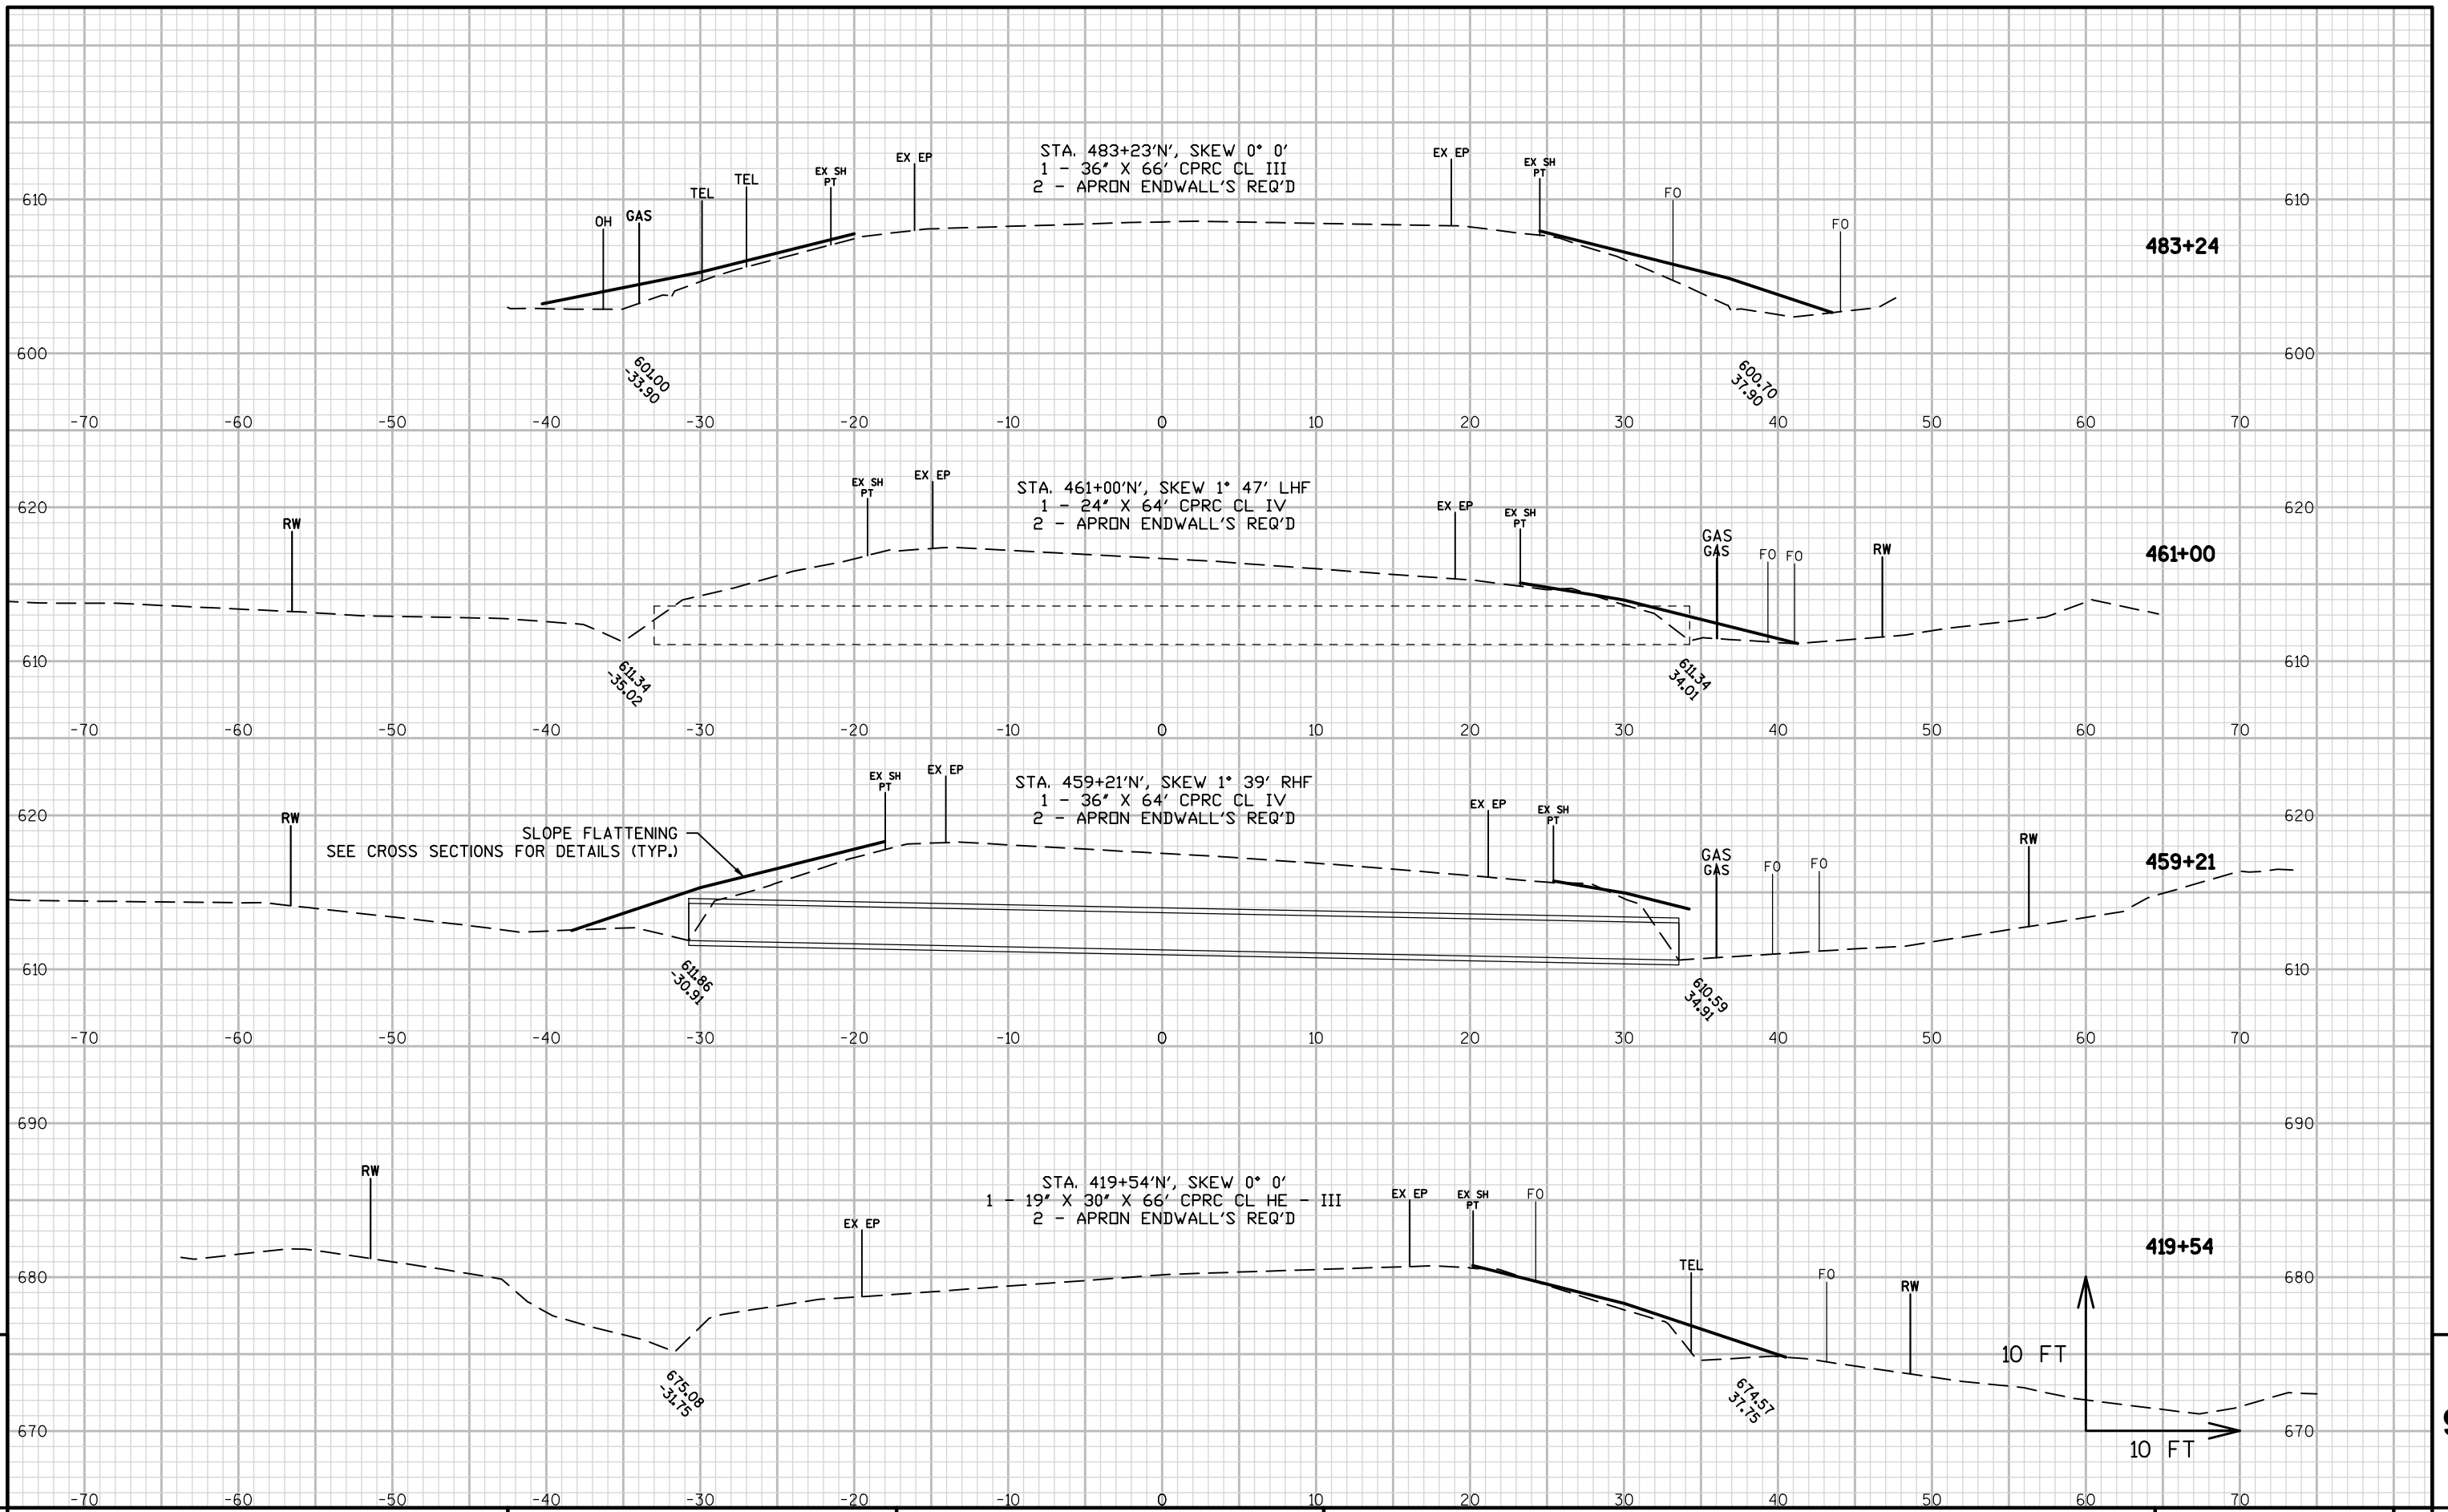 STA. 483+23'N', SKEW 0° 0'
1 - 36" X 66' CPRC CL III
2 - APRON ENDWALL'S REQ'D
OH
GAS
TEL
TEL
EX SH
PT
EX EP
EX EP
EX SH
PT
FO
FO
610
610
483+24
600
600
601.00
-33.90
600.70
37.90
-70 -60 -50 -40 -30 -20 -10 0 10 20 30 40 50 60 70
STA. 461+00'N', SKEW 1° 47' LHF
1 - 24" X 64' CPRC CL IV
2 - APRON ENDWALL'S REQ'D
RW
EX SH
PT
EX EP
EX EP
EX SH
PT
GAS
GAS
FO
FO
RW
620
620
461+00
610
610
611.34
-35.02
611.34
34.01
-70 -60 -50 -40 -30 -20 -10 0 10 20 30 40 50 60 70
STA. 459+21'N', SKEW 1° 39' RHF
1 - 36" X 64' CPRC CL IV
2 - APRON ENDWALL'S REQ'D
RW
SLOPE FLATTENING
SEE CROSS SECTIONS FOR DETAILS (TYP.)
EX SH
PT
EX EP
EX EP
EX SH
PT
GAS
GAS
FO
FO
RW
620
620
459+21
610
610
611.86
-30.91
610.59
34.91
-70 -60 -50 -40 -30 -20 -10 0 10 20 30 40 50 60 70
690
690
STA. 419+54'N', SKEW 0° 0'
1 - 19" X 30" X 66' CPRC CL HE - III
2 - APRON ENDWALL'S REQ'D
RW
EX EP
EX EP
EX SH
PT
FO
TEL
FO
RW
419+54
680
680
675.08
-31.75
674.57
37.75
10 FT
10 FT
670
670
-70 -60 -50 -40 -30 -20 -10 0 10 20 30 40 50 60 70